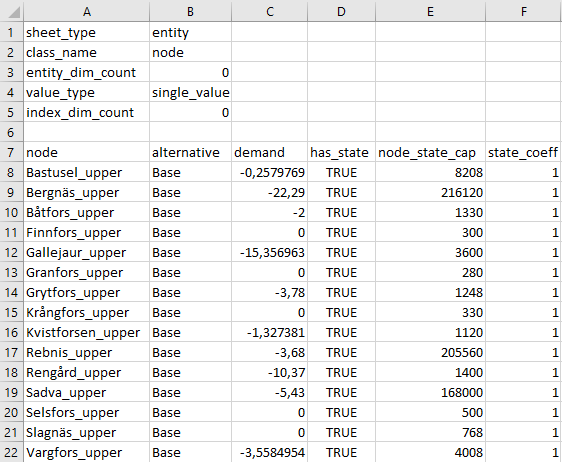 A B C D E F
1 sheet_type entity
2 class_name node
3 entity_dim_count 0
4 value_type single_value
5 index_dim_count 0
6
7 node alternative demand has_state node_state_cap state_coeff
8 Bastusel_upper Base -0,2579769 TRUE 8208 1
9 Bergnäs_upper Base -22,29 TRUE 216120 1
10 Båtfors_upper Base -2 TRUE 1330 1
11 Finnfors_upper Base 0 TRUE 300 1
12 Gallejaur_upper Base -15,356963 TRUE 3600 1
13 Granfors_upper Base 0 TRUE 280 1
14 Grytfors_upper Base -3,78 TRUE 1248 1
15 Krångfors_upper Base 0 TRUE 330 1
16 Kvistforsen_upper Base -1,327381 TRUE 1120 1
17 Rebnis_upper Base -3,68 TRUE 205560 1
18 Rengård_upper Base -10,37 TRUE 1400 1
19 Sadva_upper Base -5,43 TRUE 168000 1
20 Selsfors_upper Base 0 TRUE 500 1
21 Slagnäs_upper Base 0 TRUE 768 1
22 Vargfors_upper Base -3,5584954 TRUE 4008 1